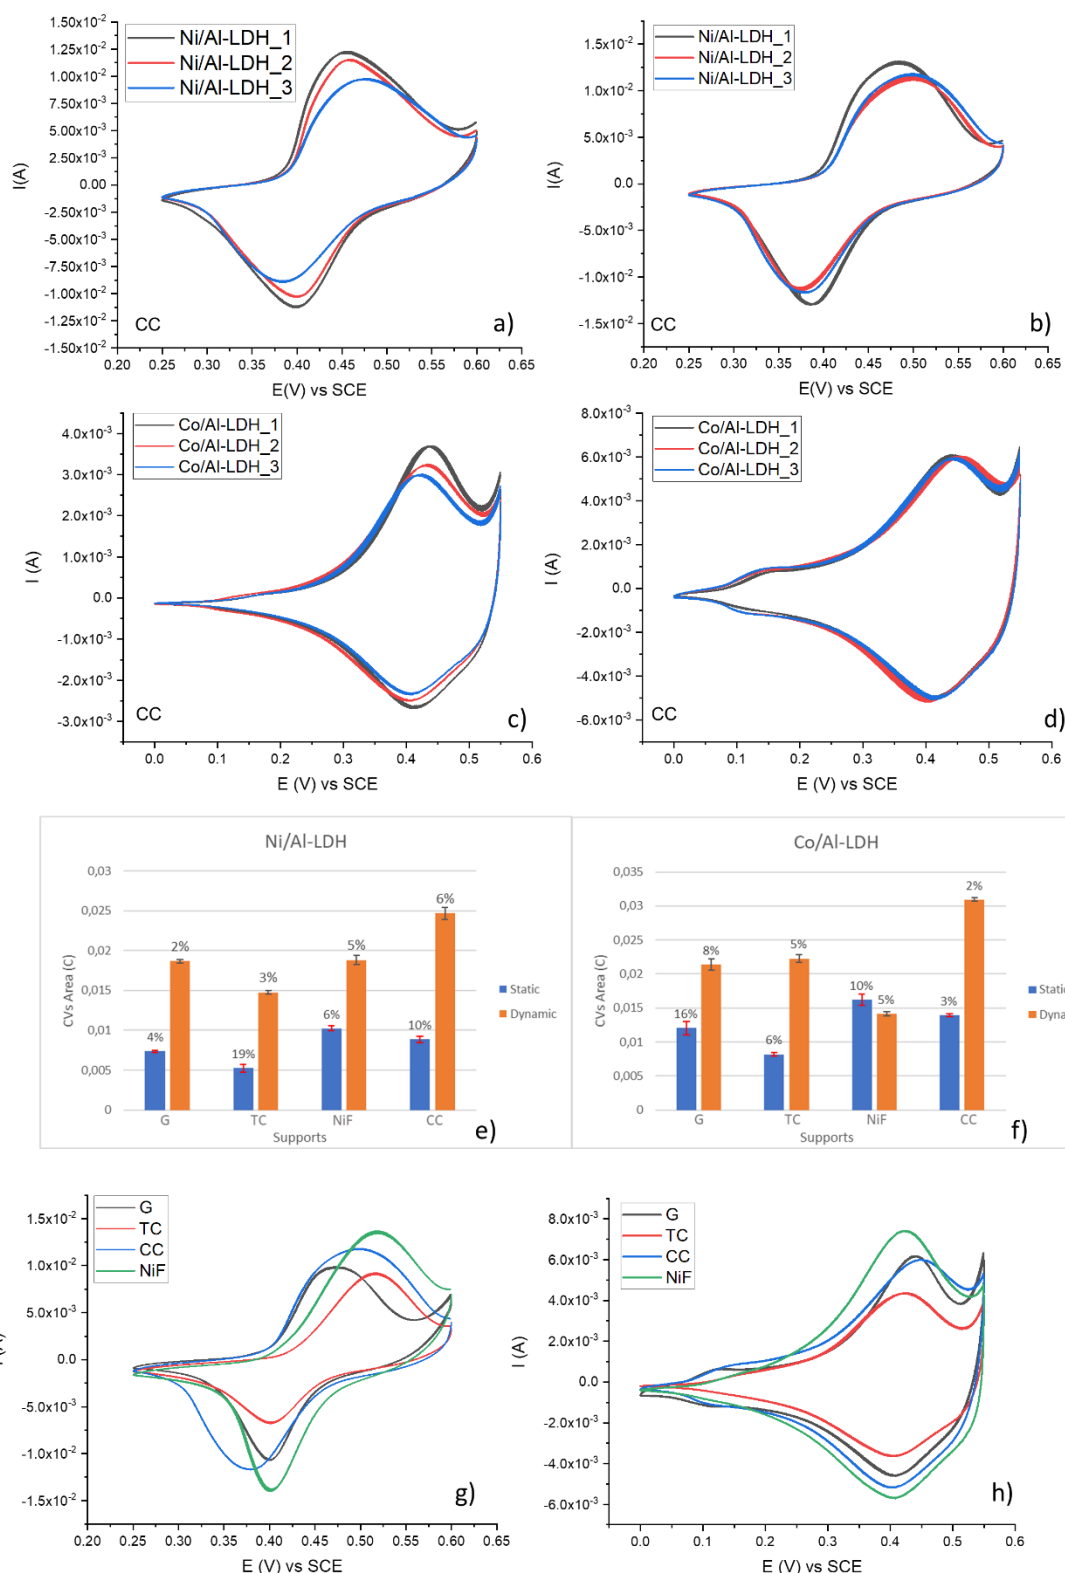 Ni/Al-LDH_1
Ni/Al-LDH_2
Ni/Al-LDH_3
1.50x10⁻²
1.25x10⁻²
1.00x10⁻²
7.50x10⁻³
5.00x10⁻³
2.50x10⁻³
0.00
-2.50x10⁻³
-5.00x10⁻³
-7.50x10⁻³
-1.00x10⁻²
-1.25x10⁻²
-1.50x10⁻²
I(A)
CC
a)
0.20 0.25 0.30 0.35 0.40 0.45 0.50 0.55 0.60 0.65
E(V) vs SCE
Ni/Al-LDH_1
Ni/Al-LDH_2
Ni/Al-LDH_3
1.5x10⁻²
1.0x10⁻²
5.0x10⁻³
0.0
-5.0x10⁻³
-1.0x10⁻²
-1.5x10⁻²
I(A)
CC
b)
0.20 0.25 0.30 0.35 0.40 0.45 0.50 0.55 0.60 0.65
E(V) vs SCE
Co/Al-LDH_1
Co/Al-LDH_2
Co/Al-LDH_3
4.0x10⁻³
3.0x10⁻³
2.0x10⁻³
1.0x10⁻³
0.0
-1.0x10⁻³
-2.0x10⁻³
-3.0x10⁻³
I (A)
CC
c)
0.0 0.1 0.2 0.3 0.4 0.5 0.6
E (V) vs SCE
Co/Al-LDH_1
Co/Al-LDH_2
Co/Al-LDH_3
8.0x10⁻³
6.0x10⁻³
4.0x10⁻³
2.0x10⁻³
0.0
-2.0x10⁻³
-4.0x10⁻³
-6.0x10⁻³
I (A)
CC
d)
0.0 0.1 0.2 0.3 0.4 0.5 0.6
E (V) vs SCE
Ni/Al-LDH
0,03
0,025
0,02
0,015
0,01
0,005
0
CVs Area (C)
4% 2% 19% 3% 6% 5% 10% 6%
G TC NiF CC
Supports
Static
Dynamic
e)
Co/Al-LDH
0,035
0,03
0,025
0,02
0,015
0,01
0,005
0
CVs Area (C)
16% 8% 6% 5% 10% 5% 3% 2%
G TC NiF CC
Supports
Static
f)
G
TC
CC
NiF
1.5x10⁻²
1.0x10⁻²
5.0x10⁻³
0.0
-5.0x10⁻³
-1.0x10⁻²
-1.5x10⁻²
g)
0.20 0.25 0.30 0.35 0.40 0.45 0.50 0.55 0.60 0.65
E (V) vs SCE
G
TC
CC
NiF
8.0x10⁻³
6.0x10⁻³
4.0x10⁻³
2.0x10⁻³
0.0
-2.0x10⁻³
-4.0x10⁻³
-6.0x10⁻³
I (A)
h)
0.0 0.1 0.2 0.3 0.4 0.5 0.6
E (V) vs SCE